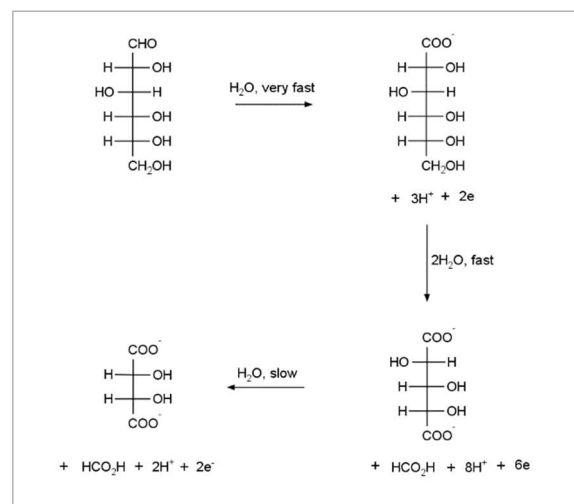 CHO
H OH
HO H
H OH
H OH
CH₂OH
H₂O, very fast
COO⁻
H OH
HO H
H OH
H OH
CH₂OH
+ 3H⁺ + 2e
2H₂O, fast
COO⁻
HO H
H OH
H OH
COO⁻
+ HCO₂H + 8H⁺ + 6e
H₂O, slow
COO⁻
H OH
H OH
COO⁻
+ HCO₂H + 2H⁺ + 2e⁻